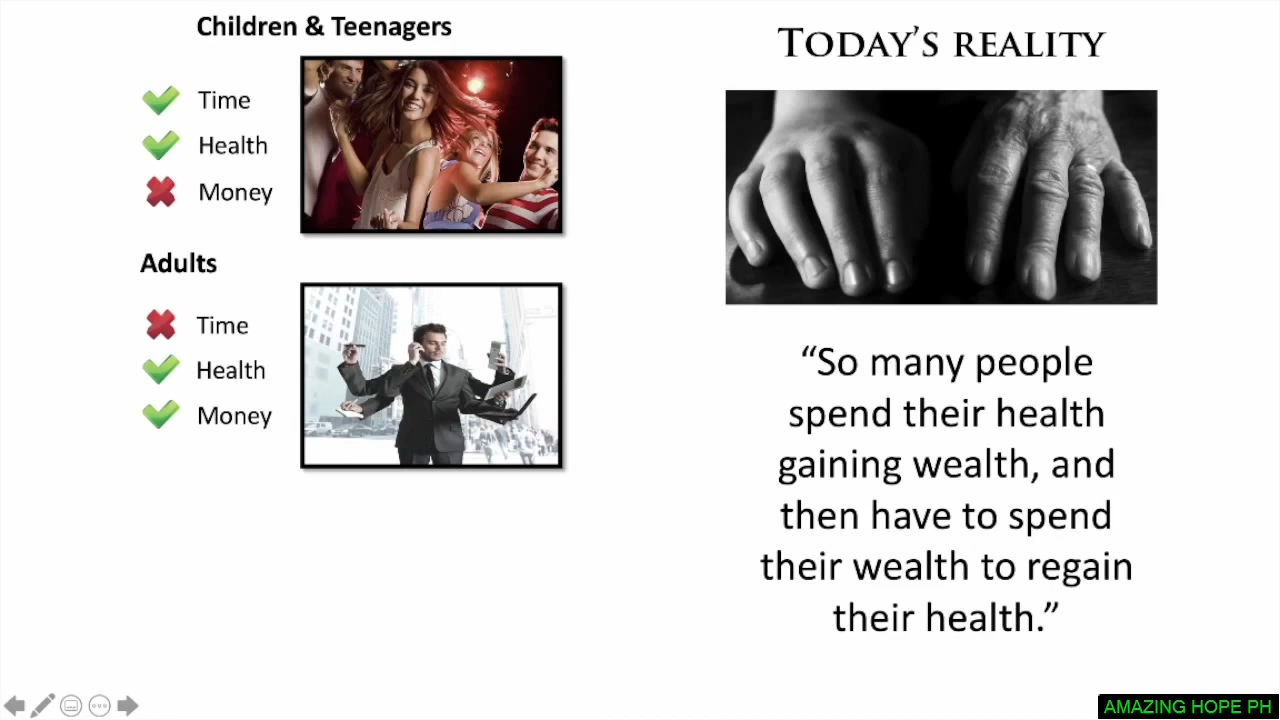 Children & Teenagers
Time
Health
Money
Adults
Time
Health
Money
TODAY'S REALITY
“So many people
spend their health
gaining wealth, and
then have to spend
their wealth to regain
their health.”
AMAZING HOPE PH